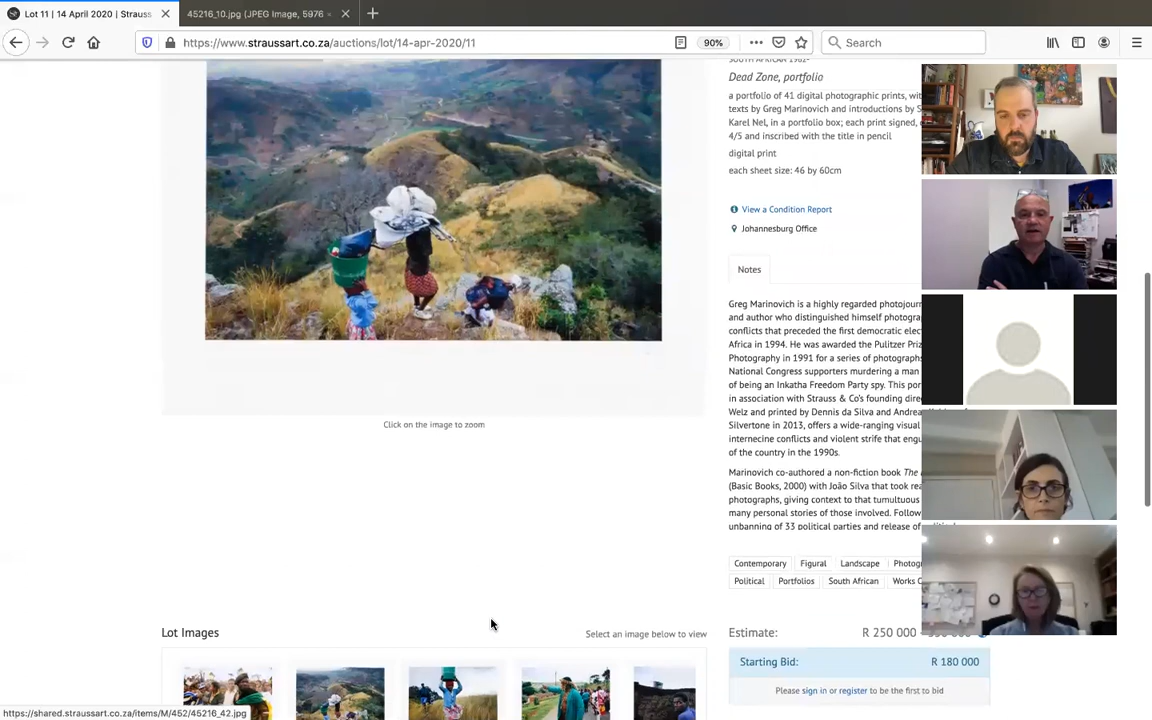 Lot 11 | 14 April 2020 | Strauss
45216_10.jpg (JPEG Image, 5976 ×
https://www.straussart.co.za/auctions/lot/14-apr-2020/11
90%
Search
SOUTH AFRICAN 1962-
Dead Zone, portfolio
a portfolio of 41 digital photographic prints, wit
texts by Greg Marinovich and introductions by S
Karel Nel, in a portfolio box; each print signed,
4/5 and inscribed with the title in pencil
digital print
each sheet size: 46 by 60cm
View a Condition Report
Johannesburg Office
Notes
Greg Marinovich is a highly regarded photojourn
and author who distinguished himself photograp
conflicts that preceded the first democratic elec
Africa in 1994. He was awarded the Pulitzer Priz
Photography in 1991 for a series of photographs
National Congress supporters murdering a man
of being an Inkatha Freedom Party spy. This por
in association with Strauss & Co's founding dire
Welz and printed by Dennis da Silva and Andrea
Silvertone in 2013, offers a wide-ranging visual
internecine conflicts and violent strife that eng
of the country in the 1990s.
Marinovich co-authored a non-fiction book The
(Basic Books, 2000) with João Silva that took rea
photographs, giving context to that tumultuous
many personal stories of those involved. Follow
unbanning of 33 political parties and release of
Click on the image to zoom
Contemporary Figural Landscape Photogr
Political Portfolios South African Works
Lot Images
Select an image below to view
Estimate: R 250 000 -
Starting Bid: R 180 000
Please sign in or register to be the first to bid
https://shared.straussart.co.za/items/M/452/45216_42.jpg